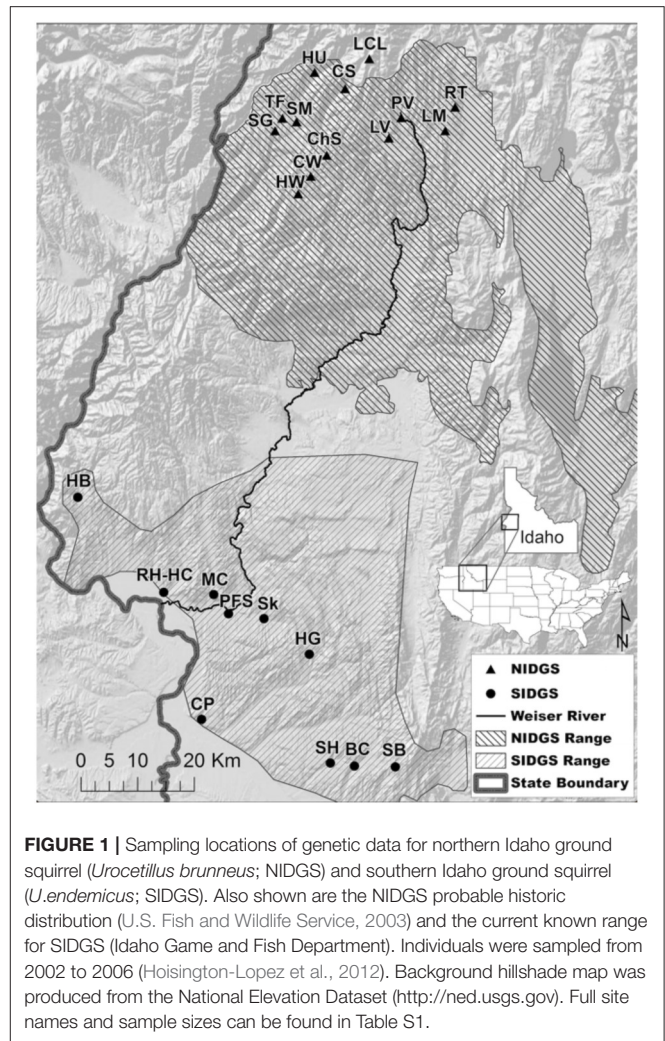 LCL
HU
CS
RT
PV
TF
SM
SG
LM
LV
ChS
CW
HW
HB
Idaho
RH-HC
MC
PFS
Sk
HG
N
CP
SH
BC
SB
0 5 10 20 Km
NIDGS
SIDGS
Weiser River
NIDGS Range
SIDGS Range
State Boundary
FIGURE 1 | Sampling locations of genetic data for northern Idaho ground
squirrel (Urocetillus brunneus; NIDGS) and southern Idaho ground squirrel
(U.endemicus; SIDGS). Also shown are the NIDGS probable historic
distribution (U.S. Fish and Wildlife Service, 2003) and the current known range
for SIDGS (Idaho Game and Fish Department). Individuals were sampled from
2002 to 2006 (Hoisington-Lopez et al., 2012). Background hillshade map was
produced from the National Elevation Dataset (http://ned.usgs.gov). Full site
names and sample sizes can be found in Table S1.